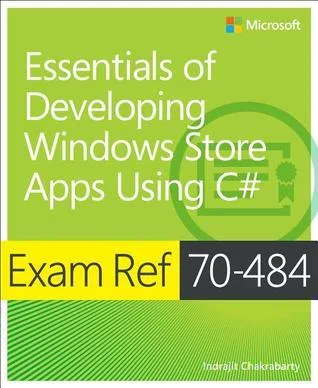 Microsoft
Essentials of
Developing
Windows Store
Apps Using C#
Exam Ref 70-484
Indrajit Chakrabarty